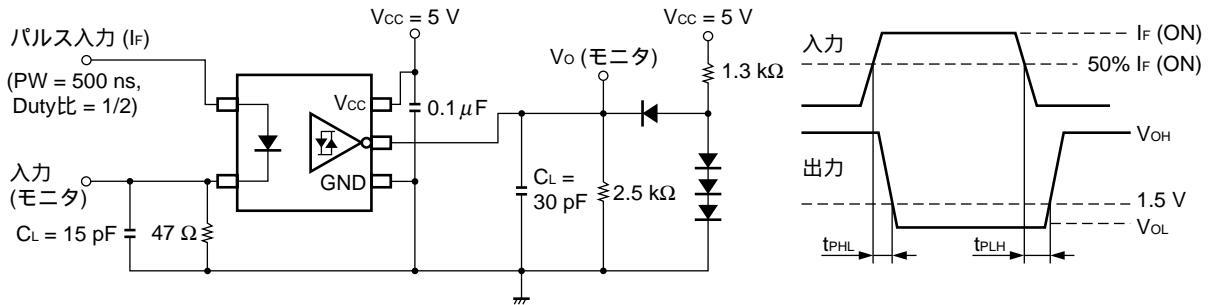 パルス入力 (IF)
(PW = 500 ns,
Duty比 = 1/2)
入力
(モニタ)
CL = 15 pF
47 Ω
VCC
GND
VCC = 5 V
0.1 μF
VO (モニタ)
CL =
30 pF
2.5 kΩ
VCC = 5 V
1.3 kΩ
入力
IF (ON)
50% IF (ON)
出力
VOH
1.5 V
VOL
tPHL
tPLH